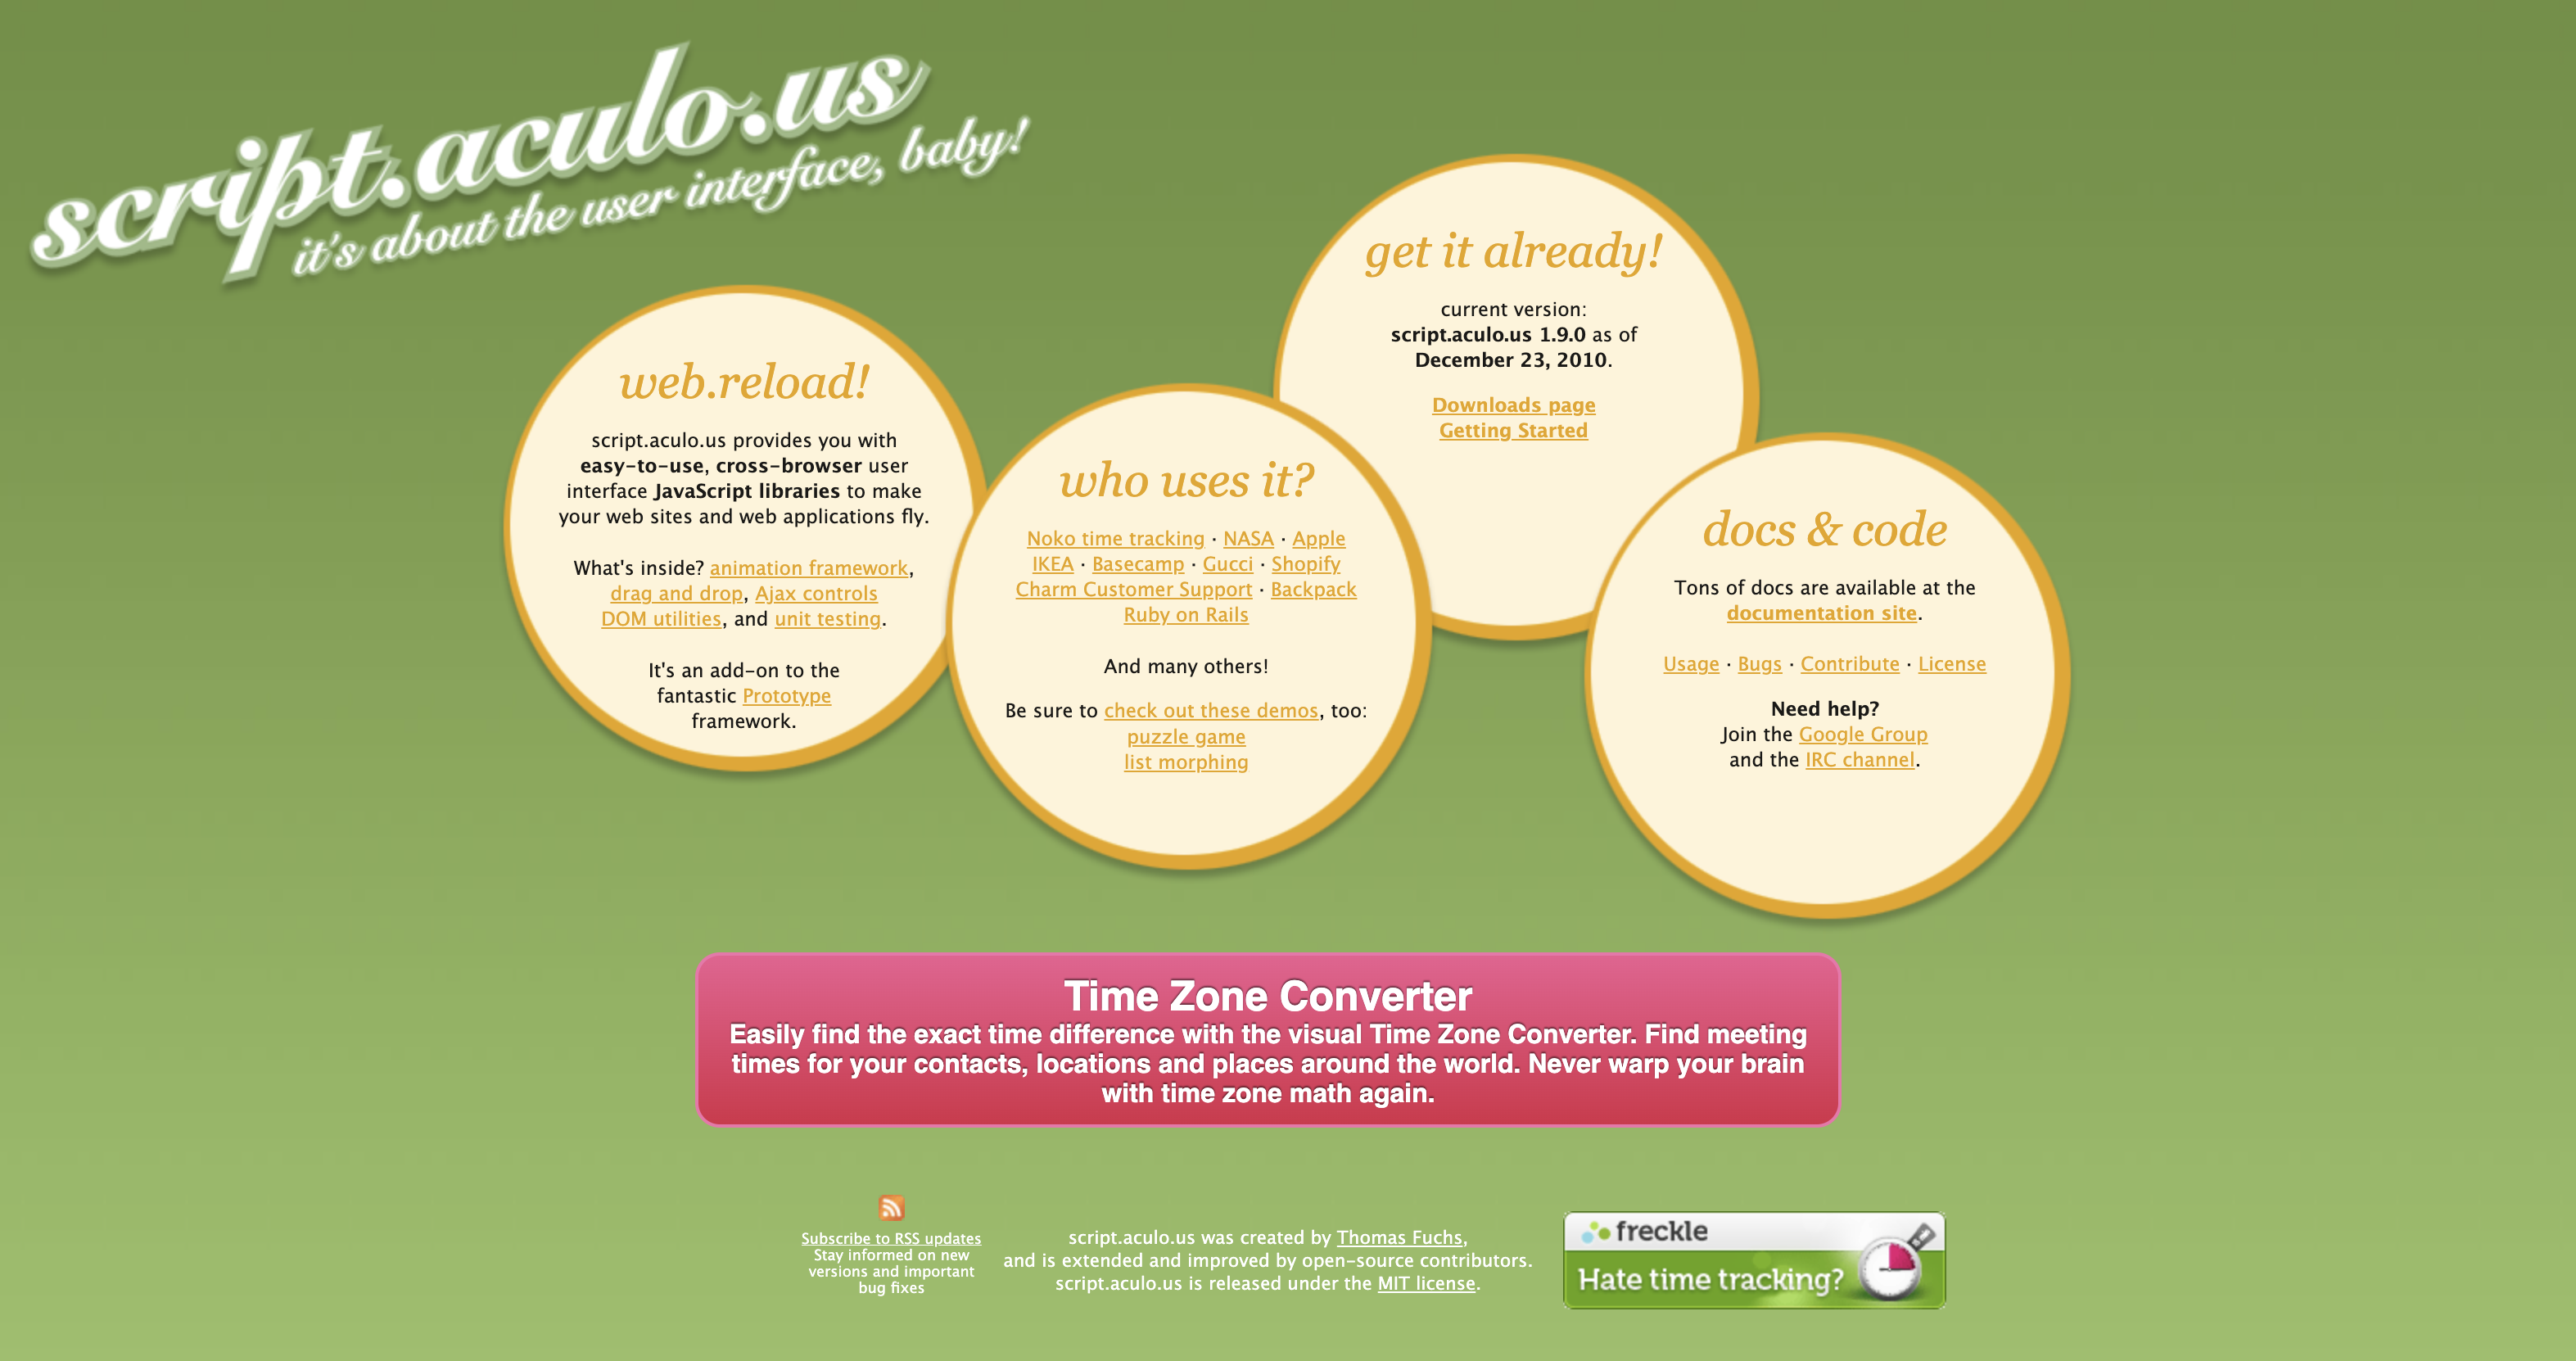 script.aculo.us
it's about the user interface, baby!
web.reload!
script.aculo.us provides you with
easy-to-use, cross-browser user
interface JavaScript libraries to make
your web sites and web applications fly.
What's inside? animation framework,
drag and drop, Ajax controls
DOM utilities, and unit testing.
It's an add-on to the
fantastic Prototype
framework.
who uses it?
Noko time tracking · NASA · Apple
IKEA · Basecamp · Gucci · Shopify
Charm Customer Support · Backpack
Ruby on Rails
And many others!
Be sure to check out these demos, too:
puzzle game
list morphing
get it already!
current version:
script.aculo.us 1.9.0 as of
December 23, 2010.
Downloads page
Getting Started
docs & code
Tons of docs are available at the
documentation site.
Usage · Bugs · Contribute · License
Need help?
Join the Google Group
and the IRC channel.
Time Zone Converter
Easily find the exact time difference with the visual Time Zone Converter. Find meeting
times for your contacts, locations and places around the world. Never warp your brain
with time zone math again.
Subscribe to RSS updates
Stay informed on new
versions and important
bug fixes
script.aculo.us was created by Thomas Fuchs,
and is extended and improved by open-source contributors.
script.aculo.us is released under the MIT license.
freckle
Hate time tracking?